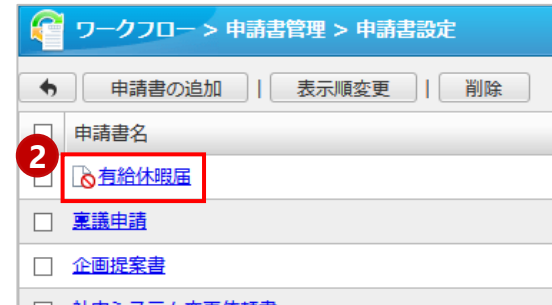 ワークフロー > 申請書管理 > 申請書設定
申請書の追加 | 表示順変更 | 削除
申請書名
2
有給休暇届
稟議申請
企画提案書